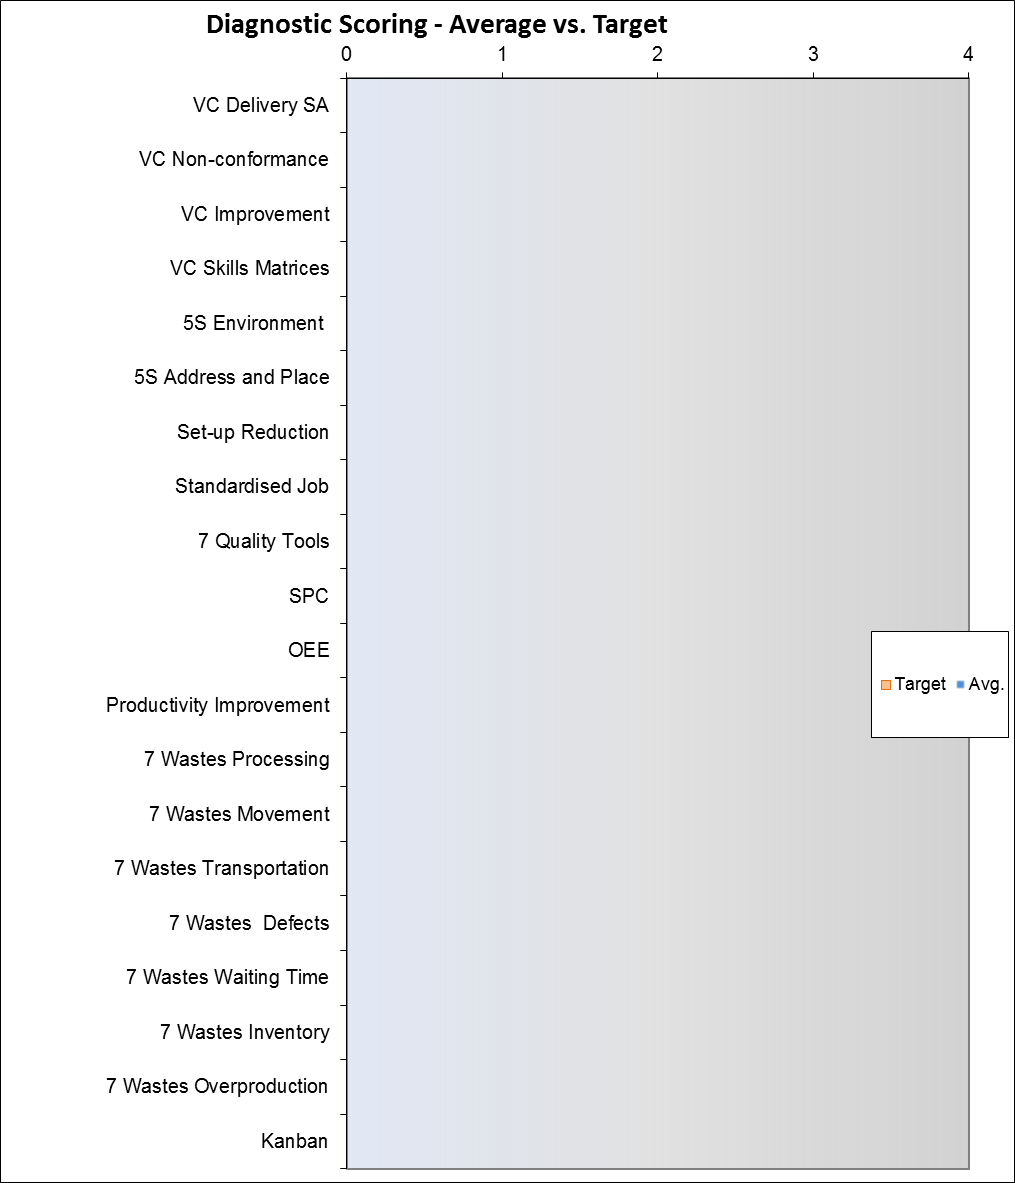 Diagnostic Scoring - Average vs. Target
0 1 2 3 4
VC Delivery SA
VC Non-conformance
VC Improvement
VC Skills Matrices
5S Environment
5S Address and Place
Set-up Reduction
Standardised Job
7 Quality Tools
SPC
OEE
Target Avg.
Productivity Improvement
7 Wastes Processing
7 Wastes Movement
7 Wastes Transportation
7 Wastes  Defects
7 Wastes Waiting Time
7 Wastes Inventory
7 Wastes Overproduction
Kanban